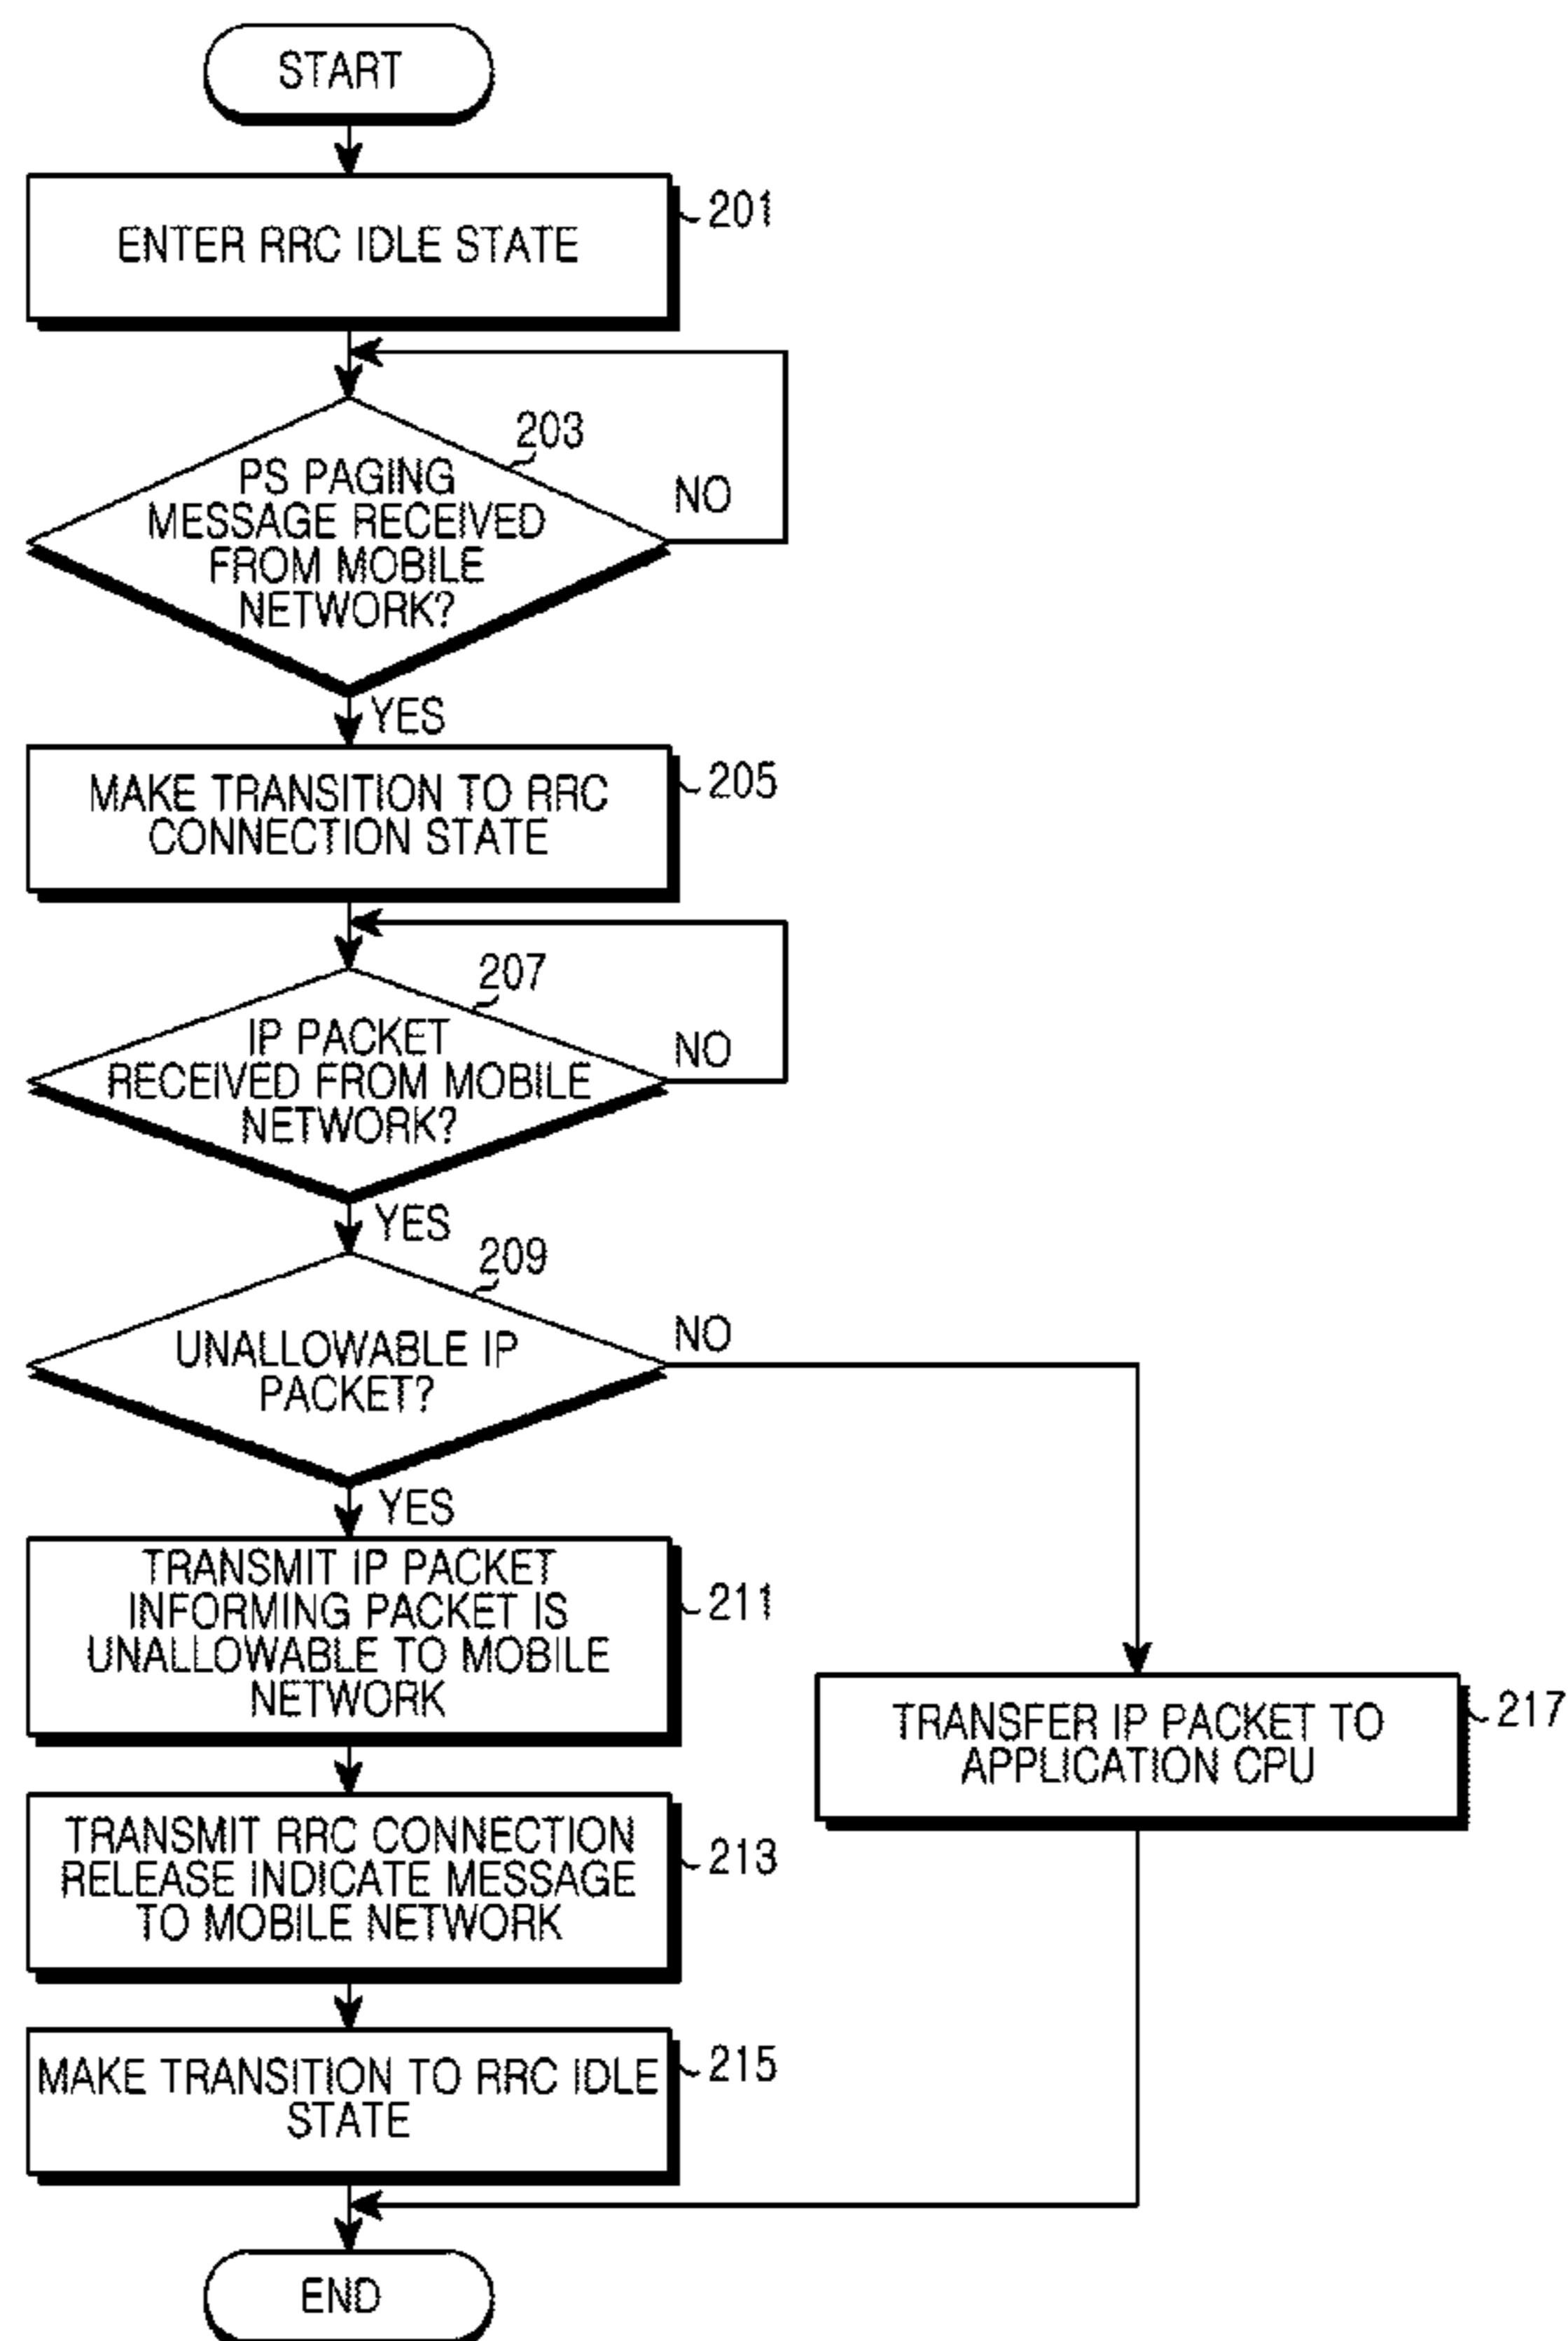 START
ENTER RRC IDLE STATE
201
203
PS PAGING
MESSAGE RECEIVED
FROM MOBILE
NETWORK?
NO
YES
MAKE TRANSITION TO RRC
CONNECTION STATE
205
207
IP PACKET
RECEIVED FROM MOBILE
NETWORK?
NO
YES
209
UNALLOWABLE IP
PACKET?
NO
YES
TRANSMIT IP PACKET
INFORMING PACKET IS
UNALLOWABLE TO MOBILE
NETWORK
211
TRANSFER IP PACKET TO
APPLICATION CPU
217
TRANSMIT RRC CONNECTION
RELEASE INDICATE MESSAGE
TO MOBILE NETWORK
213
MAKE TRANSITION TO RRC IDLE
STATE
215
END